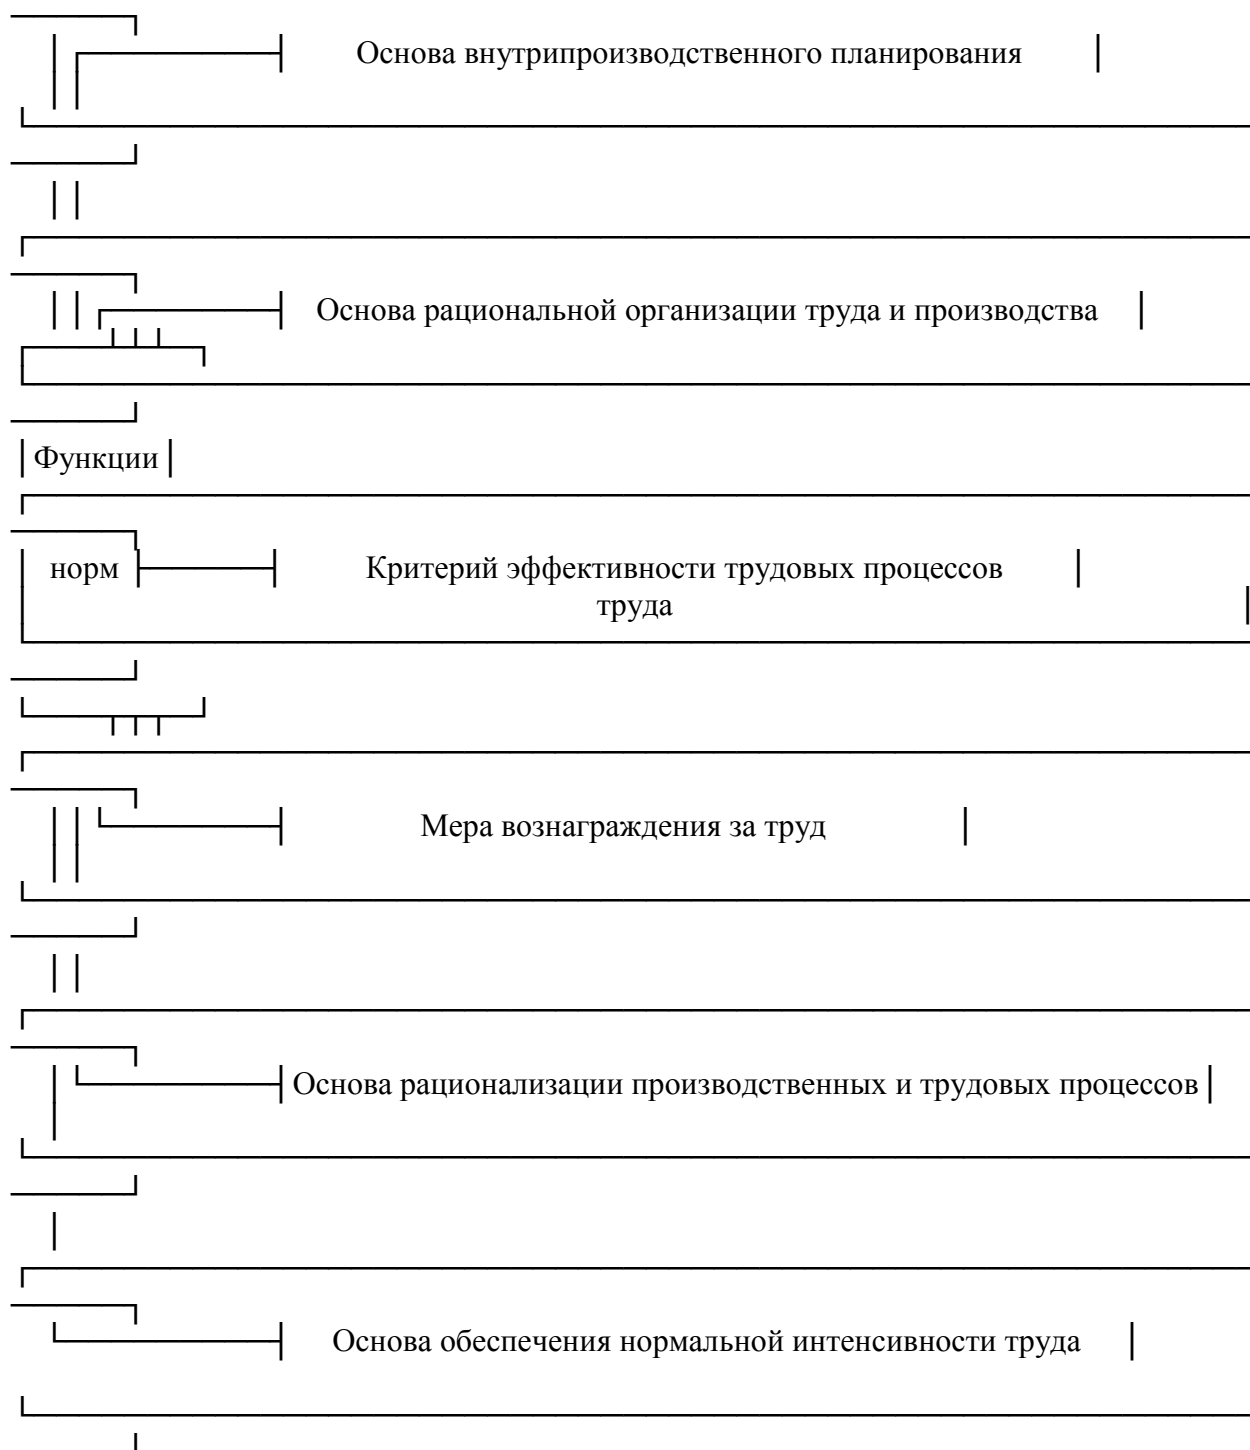 Основа внутрипроизводственного планирования
Основа рациональной организации труда и производства
Функции
норм Критерий эффективности трудовых процессов
труда
Мера вознаграждения за труд
Основа рационализации производственных и трудовых процессов
Основа обеспечения нормальной интенсивности труда